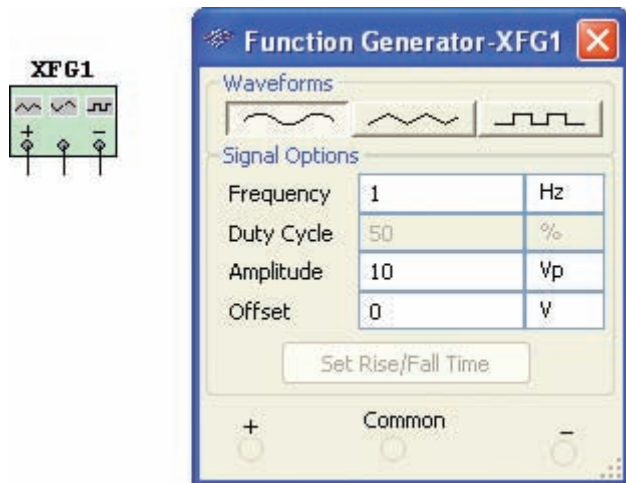 XFG1
+ −
Function Generator-XFG1
Waveforms
Signal Options
Frequency 1 Hz
Duty Cycle 50 %
Amplitude 10 Vp
Offset 0 V
Set Rise/Fall Time
+ Common −